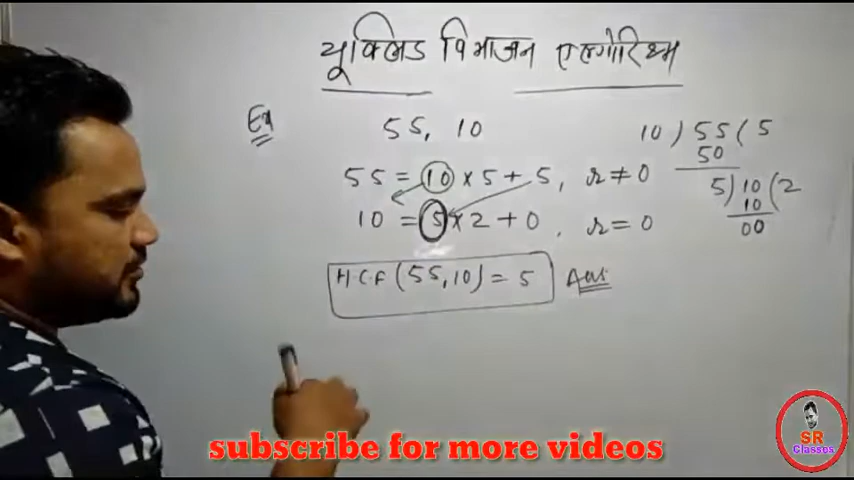 यूक्लिड विभाजन एल्गोरिथ्म
Ex 55, 10
55 = 10 × 5 + 5, r ≠ 0
10 = 5 × 2 + 0, r = 0
H.C.F (55,10) = 5 Ans
10 ) 55 ( 5
50
5) 10 (2
10
00
subscribe for more videos
SR
Classes